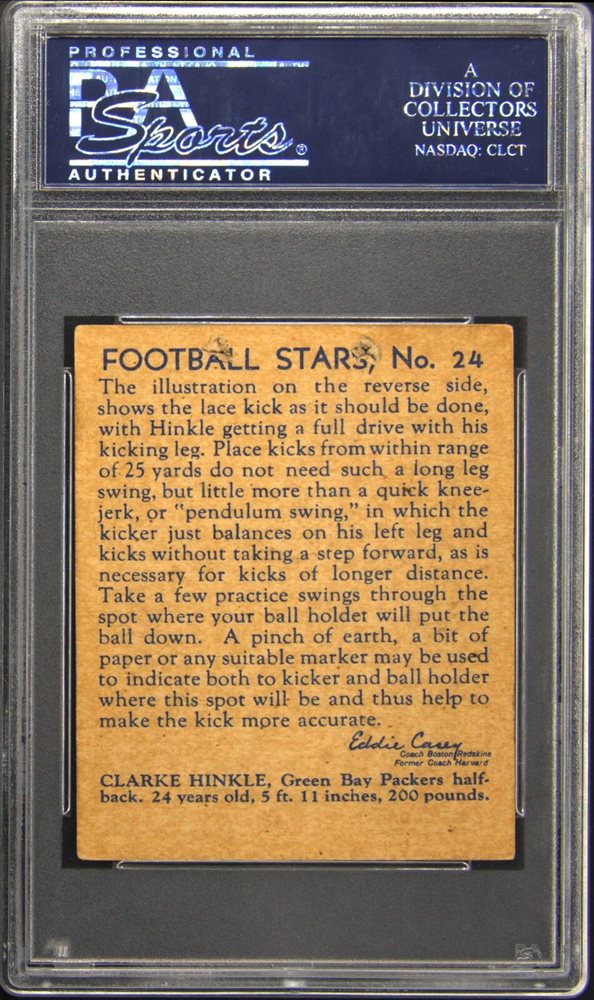 PROFESSIONAL
PSA
Sports®
AUTHENTICATOR
A
DIVISION OF
COLLECTORS
UNIVERSE
NASDAQ: CLCT
FOOTBALL STARS, No. 24
The illustration on the reverse side,
shows the lace kick as it should be done,
with Hinkle getting a full drive with his
kicking leg. Place kicks from within range
of 25 yards do not need such a long leg
swing, but little more than a quick knee-
jerk, or "pendulum swing," in which the
kicker just balances on his left leg and
kicks without taking a step forward, as is
necessary for kicks of longer distance.
Take a few practice swings through the
spot where your ball holdet will put the
ball down. A pinch of earth, a bit of
paper or any suitable marker may be used
to indicate both to kicker and ball holder
where this spot will be and thus help to
make the kick more accurate.
Eddie Casey
Coach Boston Redskins
Former Coach Harvard
CLARKE HINKLE, Green Bay Packers half-
back. 24 years old, 5 ft. 11 inches, 200 pounds.
PSA